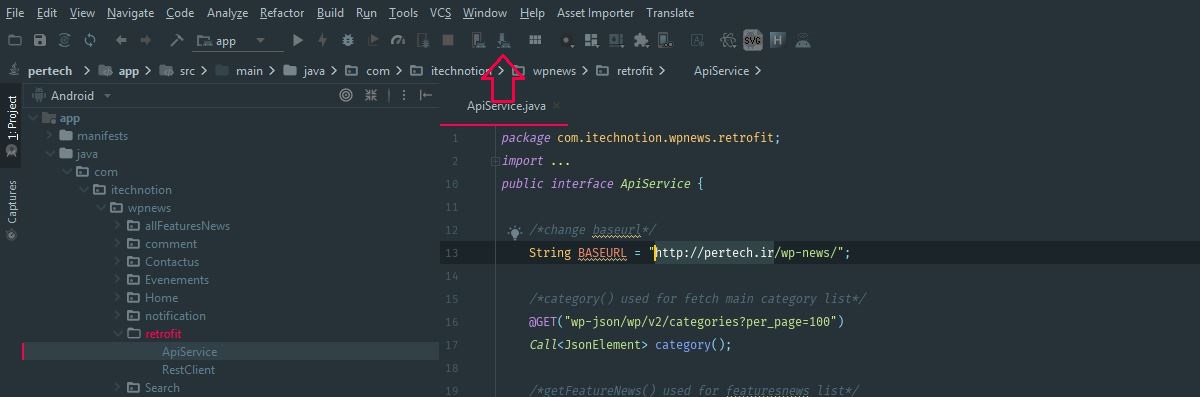 File Edit View Navigate Code Analyze Refactor Build Run Tools VCS Window Help Asset Importer Translate
app SVG H
pertech app src main java com itechnotion wpnews retrofit ApiService
1: Project
Captures
Android
app
manifests
java
com
itechnotion
wpnews
allFeaturesNews
comment
Contactus
Evenements
Home
notification
retrofit
ApiService
RestClient
Search
ApiService.java
1 package com.itechnotion.wpnews.retrofit;
2 import ...
10 public interface ApiService {
11
12 /*change baseurl*/
13 String BASEURL = "http://pertech.ir/wp-news/";
14
15 /*category() used for fetch main category list*/
16 @GET("wp-json/wp/v2/categories?per_page=100")
17 Call<JsonElement> category();
18
19 /*getFeatureNews() used for featuresnews list*/